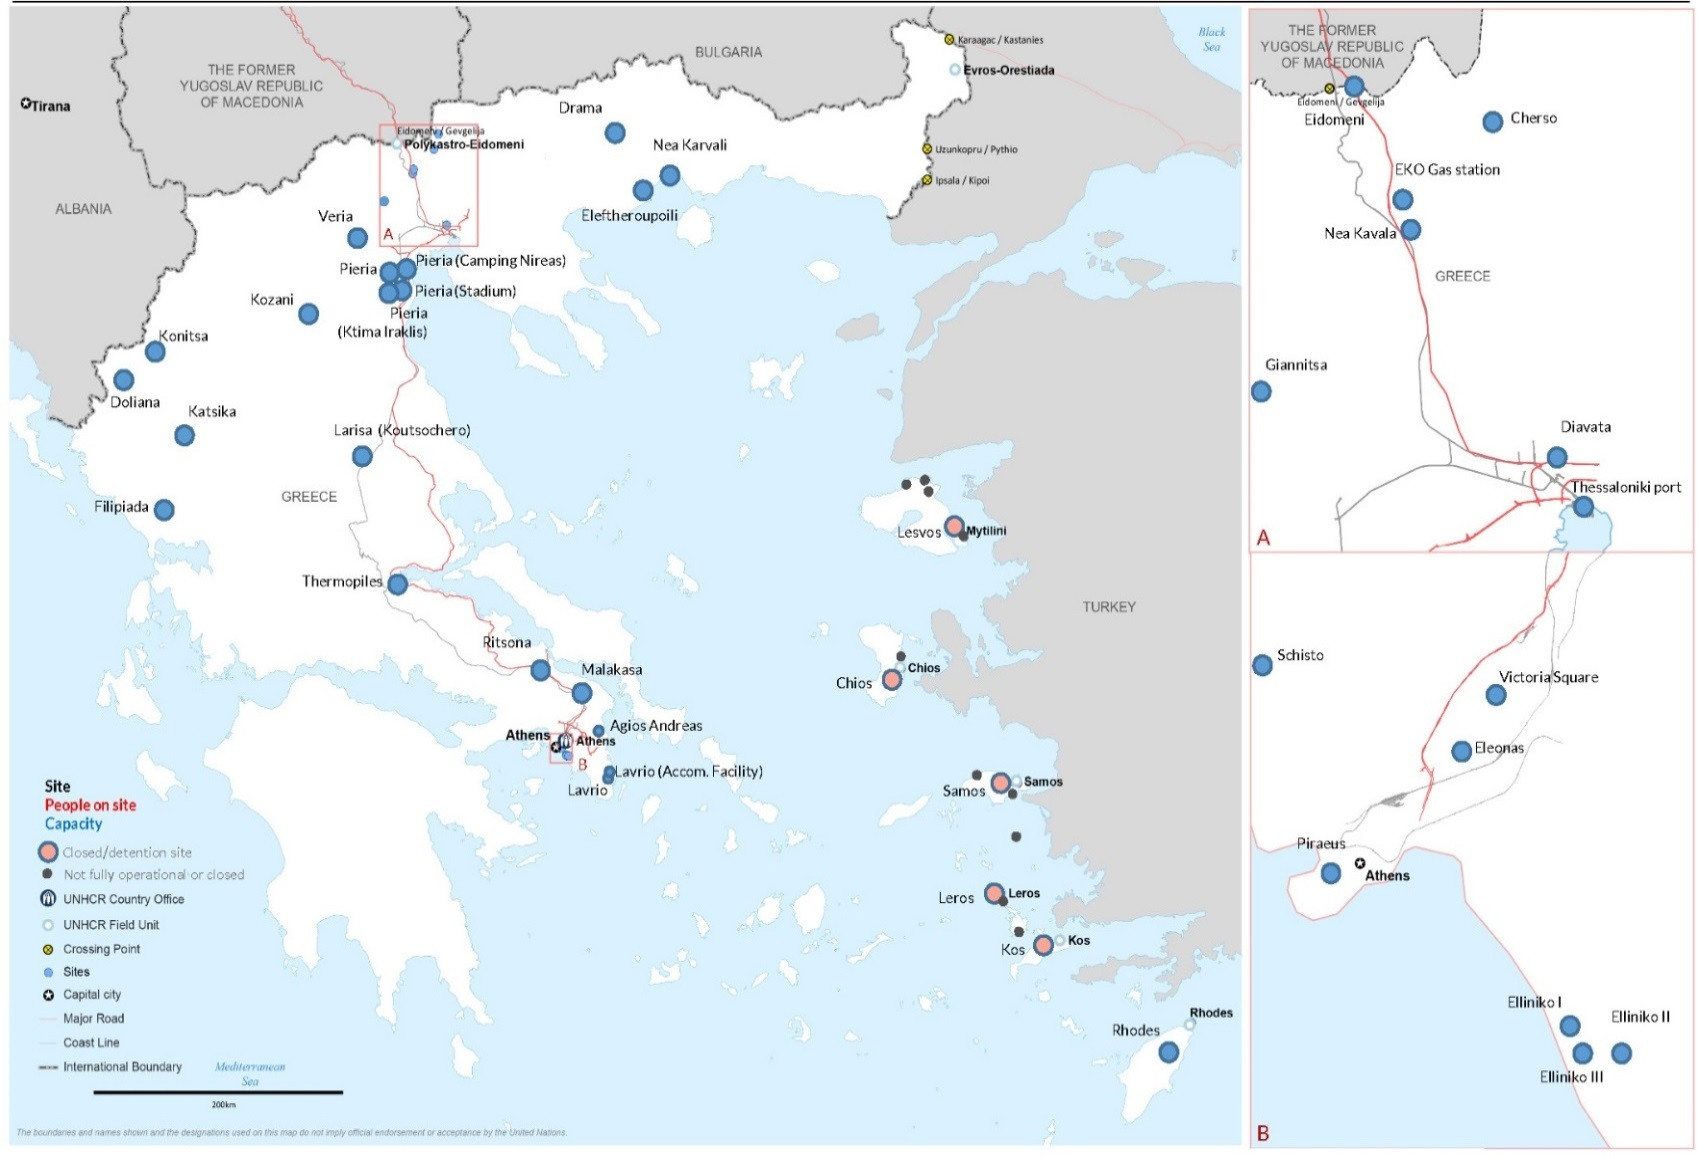 Black
Sea
BULGARIA
THE FORMER
YUGOSLAV REPUBLIC
OF MACEDONIA
Tirana
ALBANIA
Karaagac / Kastanies
Evros-Orestiada
Drama
Nea Karvali
Eleftheroupoili
Uzunkopru / Pythio
Ipsala / Kipoi
Eidomeni / Gevgelija
Polykastro-Eidomeni
A
Veria
Pieria
Pieria (Camping Nireas)
Pieria (Stadium)
Pieria
(Ktima Iraklis)
Kozani
Konitsa
Doliana
Katsika
Larisa (Koutsochero)
GREECE
Filipiada
Thermopiles
Ritsona
Malakasa
Agios Andreas
Athens
Athens
B
Lavrio (Accom. Facility)
Lavrio
Lesvos
Mytilini
TURKEY
Chios
Chios
Samos
Samos
Leros
Leros
Kos
Kos
Rhodes
Rhodes
Site
People on site
Capacity
Closed/detention site
Not fully operational or closed
UNHCR Country Office
UNHCR Field Unit
Crossing Point
Sites
Capital city
Major Road
Coast Line
International Boundary
Mediterranean
Sea
200km
The boundaries and names shown and the designations used on this map do not imply official endorsement or acceptance by the United Nations.
THE FORMER
YUGOSLAV REPUBLIC
OF MACEDONIA
Eidomeni / Gevgelija
Eidomeni
Cherso
EKO Gas station
Nea Kavala
GREECE
Giannitsa
Diavata
Thessaloniki port
A
Schisto
Victoria Square
Eleonas
Piraeus
Athens
Elliniko I
Elliniko II
Elliniko III
B